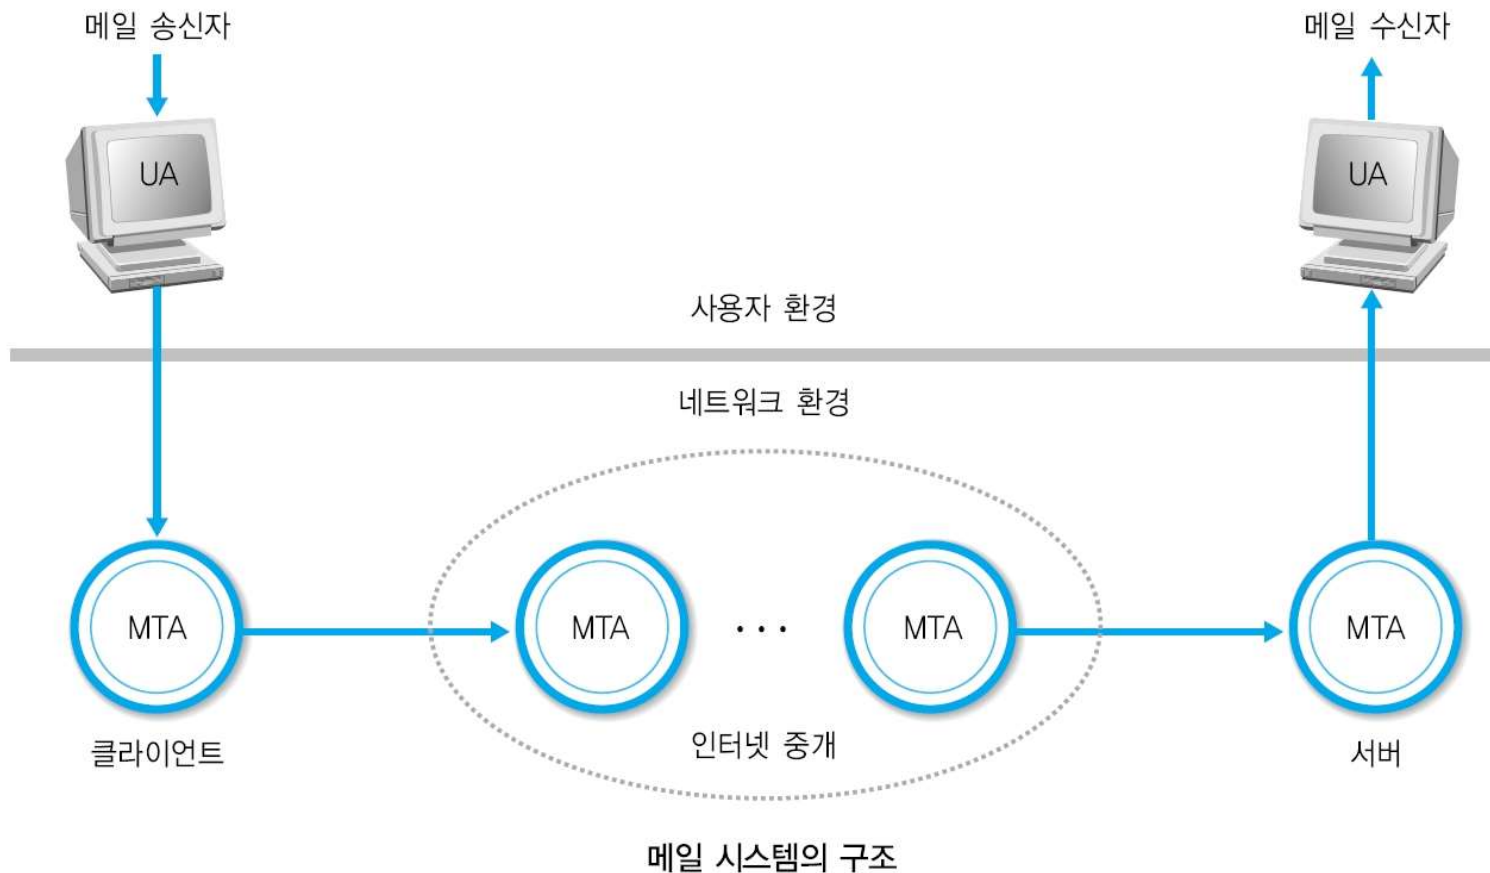 메일 송신자
메일 수신자
UA
UA
사용자 환경
네트워크 환경
MTA
MTA
...
MTA
MTA
클라이언트
인터넷 중개
서버
메일 시스템의 구조